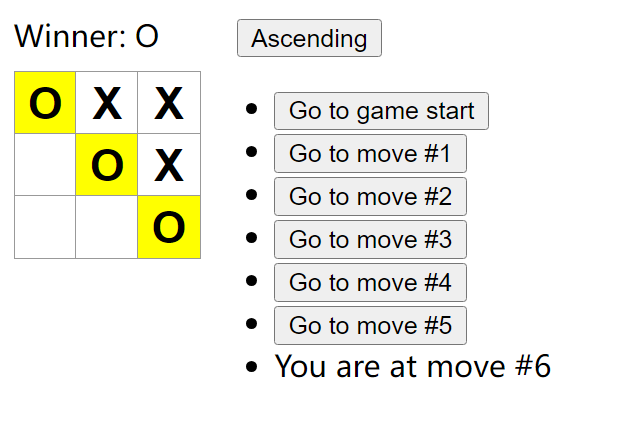 Winner: O
Ascending
O X X
O X
O
Go to game start
Go to move #1
Go to move #2
Go to move #3
Go to move #4
Go to move #5
You are at move #6